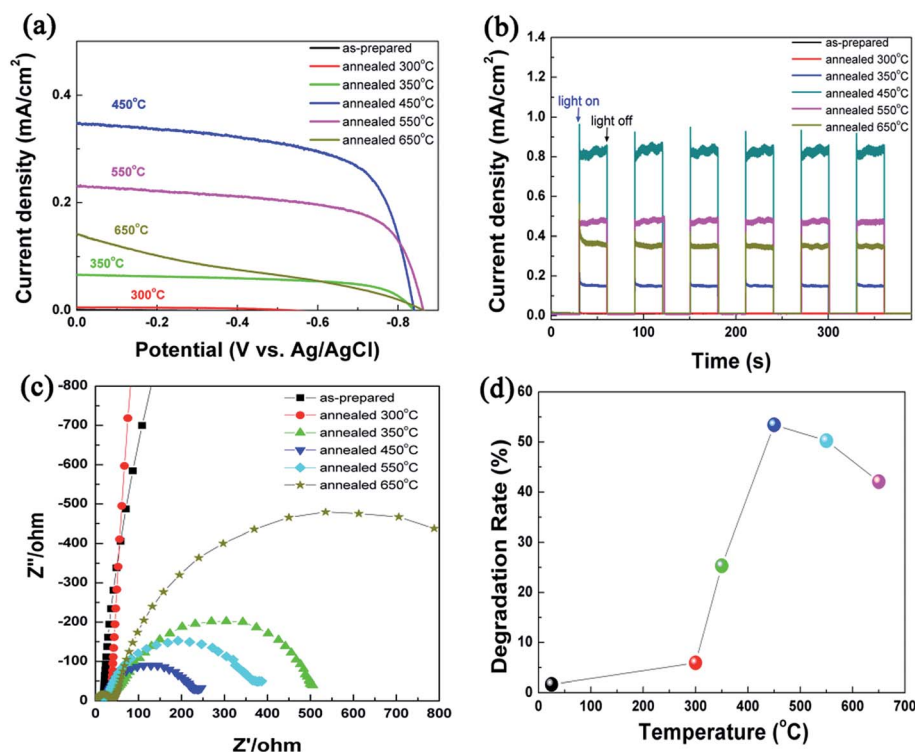 (a)
0.4
0.2
0.0
Current density (mA/cm²)
as-prepared
annealed 300°C
annealed 350°C
annealed 450°C
annealed 550°C
annealed 650°C
450°C
550°C
650°C
350°C
300°C
0.0 -0.2 -0.4 -0.6 -0.8
Potential (V vs. Ag/AgCl)
(b)
1.4
1.2
1.0
0.8
0.6
0.4
0.2
0.0
Current density (mA/cm²)
as-prepared
annealed 300°C
annealed 350°C
annealed 450°C
annealed 550°C
annealed 650°C
light on
light off
0 100 200 300
Time (s)
(c)
-800
-700
-600
-500
-400
-300
-200
-100
0
Z''/ohm
as-prepared
annealed 300°C
annealed 350°C
annealed 450°C
annealed 550°C
annealed 650°C
0 100 200 300 400 500 600 700 800
Z'/ohm
(d)
60
50
40
30
20
10
0
Degradation Rate (%)
0 100 200 300 400 500 600 700
Temperature (°C)